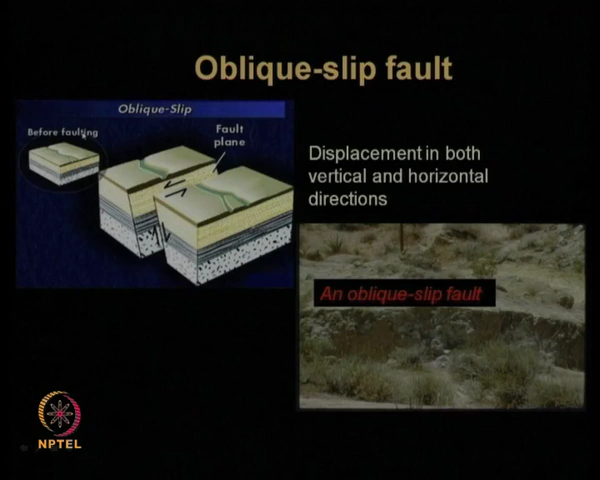 Oblique-slip fault
Oblique-Slip
Before faulting
Fault
plane
Displacement in both
vertical and horizontal
directions
An oblique-slip fault
NPTEL